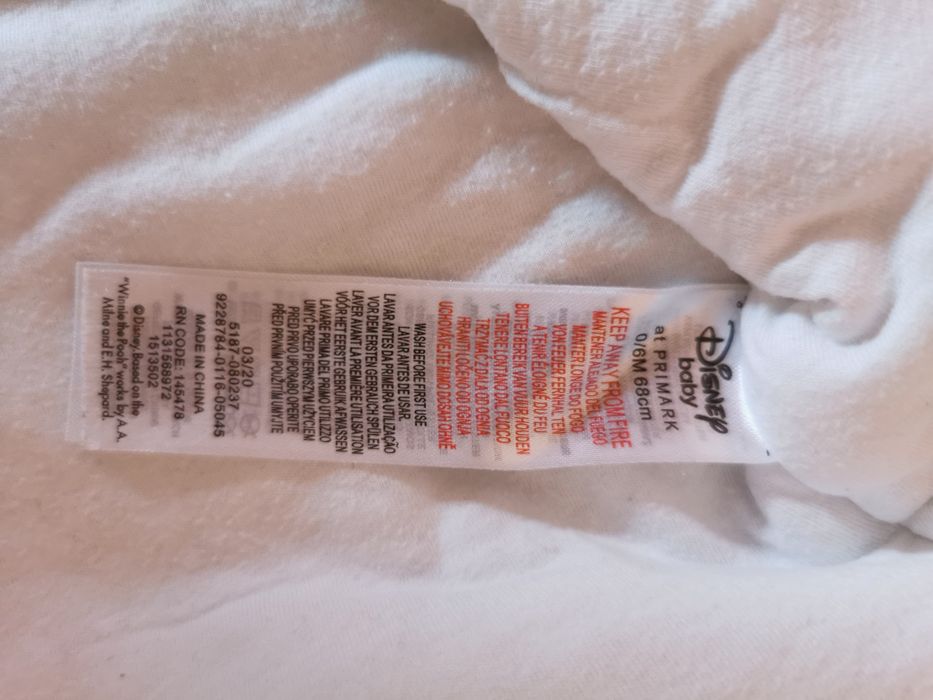 Disney
baby
at PRIMARK
0/6M 68cm
KEEP AWAY FROM FIRE
MANTENER ALEJADO DEL FUEGO
MANTER LONGE DO FOGO
VON FEUER FERNHALTEN
A TENIR ÉLOIGNÉ DU FEU
BUITEN BEREIK VAN VUUR HOUDEN
TENERE LONTANO DAL FUOCO
TRZYMAĆ Z DALA OD OGNIA
HRANITI LOČENO OD OGNJA
UCHOVÁVEJTE MIMO DOSAH OHNĚ
WASH BEFORE FIRST USE
LAVAR ANTES DE USAR.
LAVAR ANTES DA PRIMEIRA UTILIZAÇÃO
VOR DEM ERSTEN GEBRAUCH SPÜLEN
LAVER AVANT LA PREMIÈRE UTILISATION
VÓÓR HET EERSTE GEBRUIK AFWASSEN
LAVARE PRIMA DEL PRIMO UTILIZZO
UMYĆ PRZED PIERWSZYM UŻYCIEM
PRED PRVO UPORABO OPERITE
PŘED PRVNÍM POUŽITÍM UMYJTE
03/20
5187-080237
9228784-0116-05045
MADE IN CHINA
RN CODE: 145478
131568972
1513502
©Disney. Based on the
"Winnie the Pooh" works by A.A.
Milne and E.H. Shepard.